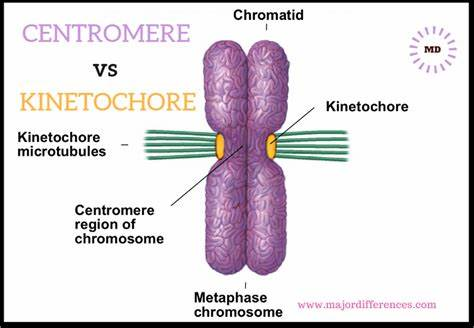 CENTROMERE
VS
KINETOCHORE
Chromatid
MD
Kinetochore
Kinetochore
microtubules
Centromere
region of
chromosome
Metaphase
chromosome
www.majordifferences.com